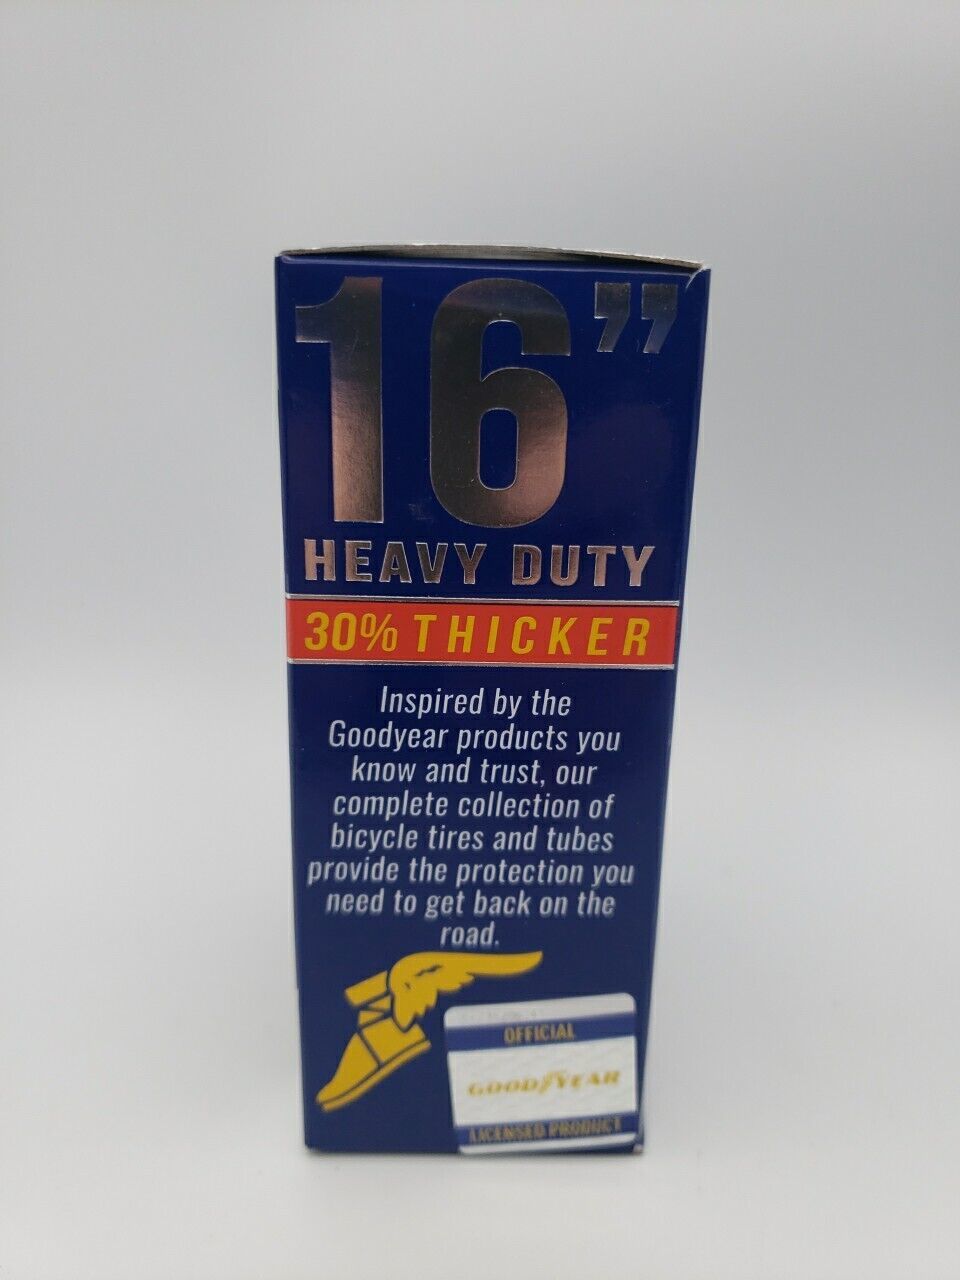 16”
HEAVY DUTY
30% THICKER
Inspired by the
Goodyear products you
know and trust, our
complete collection of
bicycle tires and tubes
provide the protection you
need to get back on the
road.
OFFICIAL
GOODYEAR
LICENSED PRODUCT